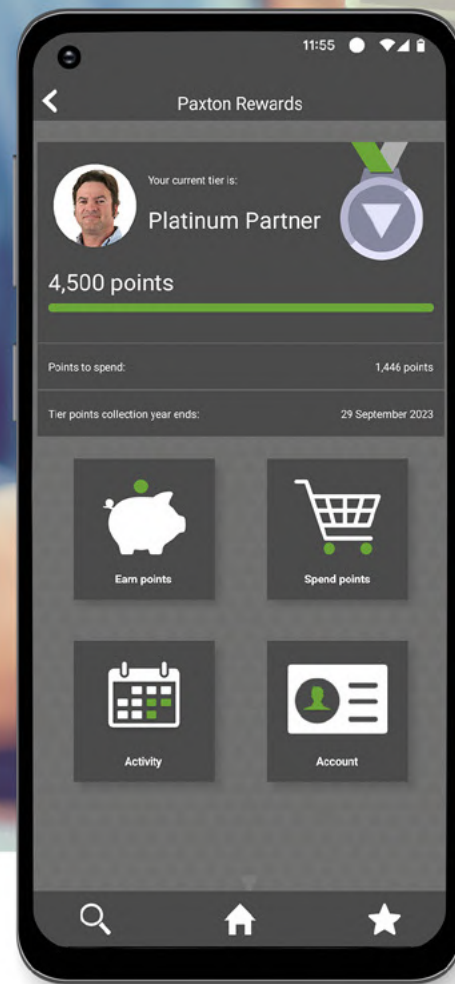 11:55
Paxton Rewards
Your current tier is:
Platinum Partner
4,500 points
Points to spend: 1,446 points
Tier points collection year ends: 29 September 2023
Earn points
Spend points
Activity
Account